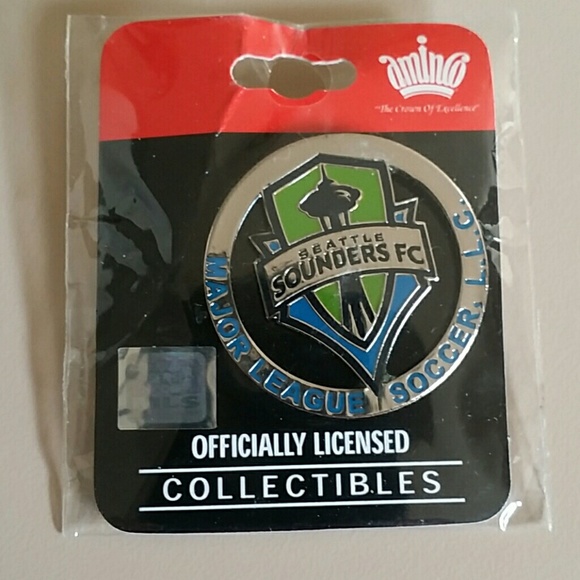 aminco
"The Crown Of Excellence"
SEATTLE
SOUNDERS FC
MAJOR LEAGUE SOCCER, L.L.C.
OFFICIALLY LICENSED
COLLECTIBLES